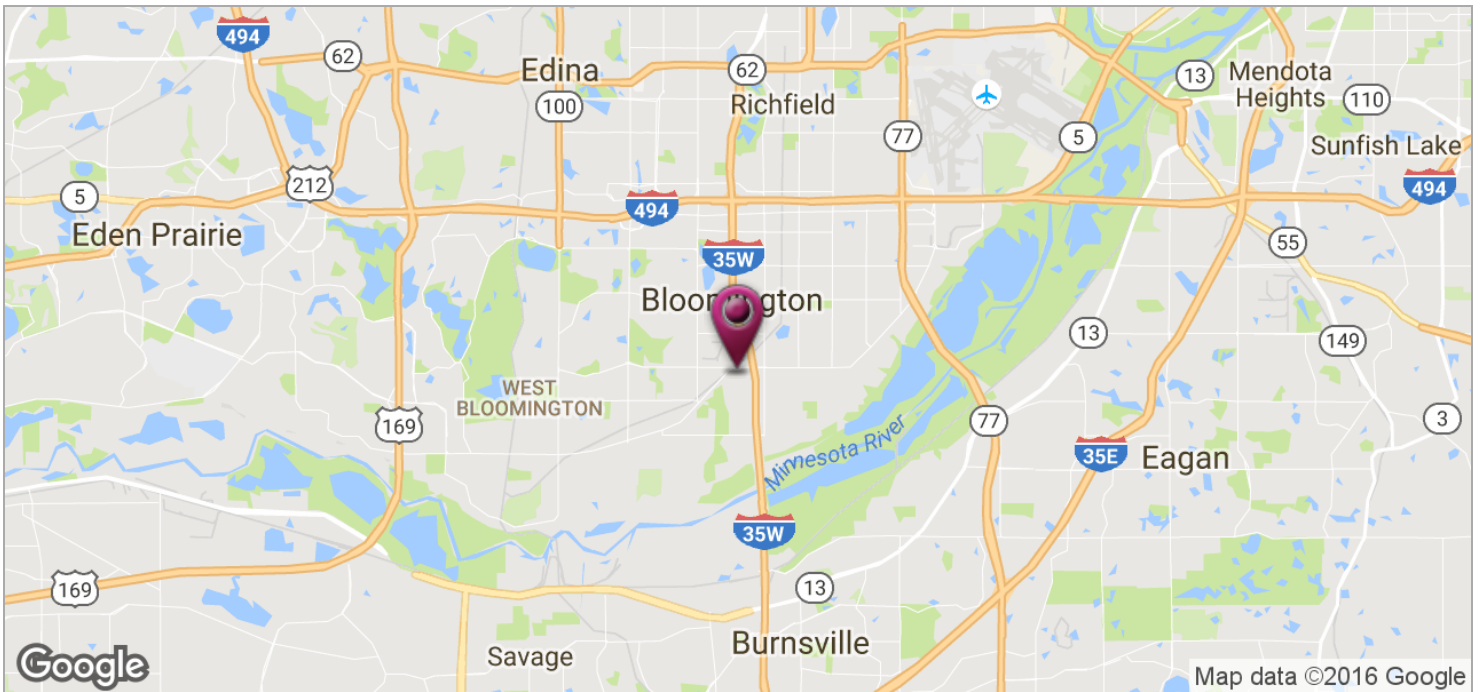 494
62
Edina
62
13
Mendota
Heights
110
100
Richfield
77
5
Sunfish Lake
212
5
494
494
Eden Prairie
35W
55
Bloomington
13
149
WEST
BLOOMINGTON
169
77
3
Minnesota River
35E
Eagan
35W
169
13
Burnsville
Savage
Google
Map data ©2016 Google